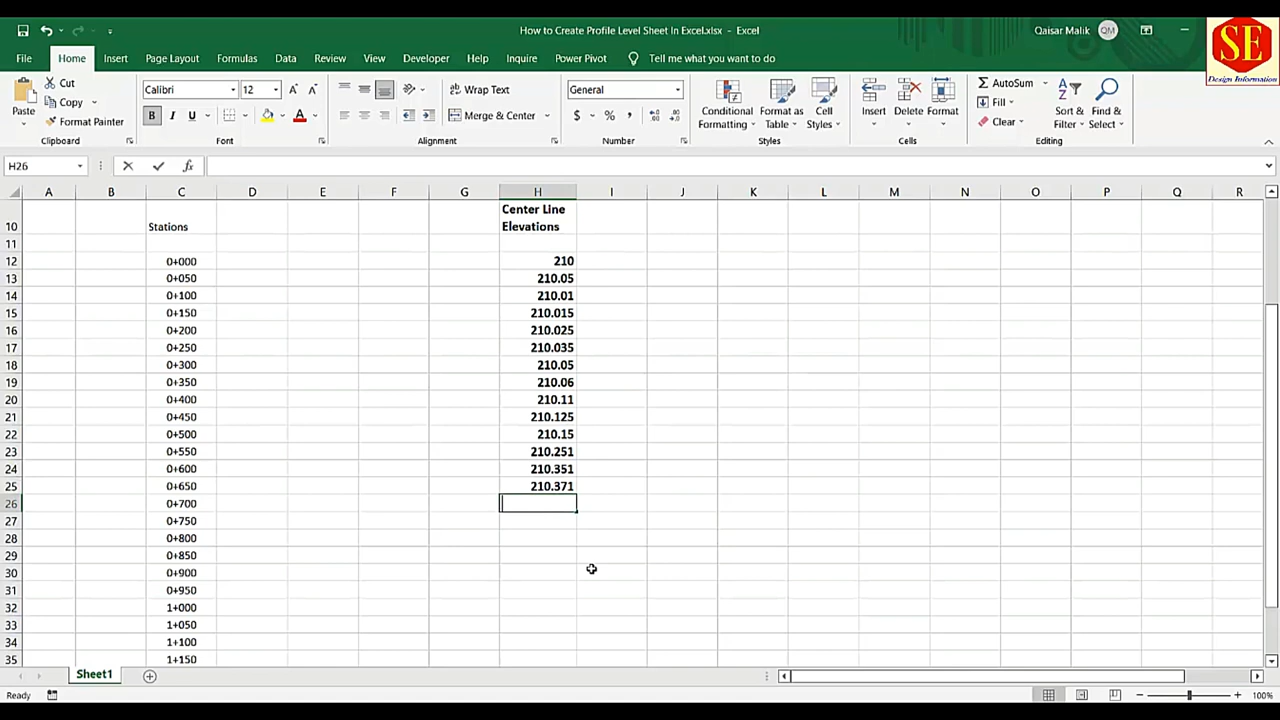 How to Create Profile Level Sheet In Excel.xlsx - Excel
Qaisar Malik QM
SE
Design Information
File Home Insert Page Layout Formulas Data Review View Developer Help Inquire Power Pivot Tell me what you want to do
Paste
Cut
Copy
Format Painter
Clipboard
Calibri 12
B I U
Font
Wrap Text
Merge & Center
Alignment
General
$ % ,
Number
Conditional Formatting
Format as Table
Cell Styles
Styles
Insert Delete Format
Cells
AutoSum
Fill
Clear
Sort & Filter
Find & Select
Editing
H26 fx
A B C D E F G H I J K L M N O P Q R
Center Line
10 Stations Elevations
11
12 0+000 210
13 0+050 210.05
14 0+100 210.01
15 0+150 210.015
16 0+200 210.025
17 0+250 210.035
18 0+300 210.05
19 0+350 210.06
20 0+400 210.11
21 0+450 210.125
22 0+500 210.15
23 0+550 210.251
24 0+600 210.351
25 0+650 210.371
26 0+700
27 0+750
28 0+800
29 0+850
30 0+900
31 0+950
32 1+000
33 1+050
34 1+100
35 1+150
Sheet1
Ready 100%